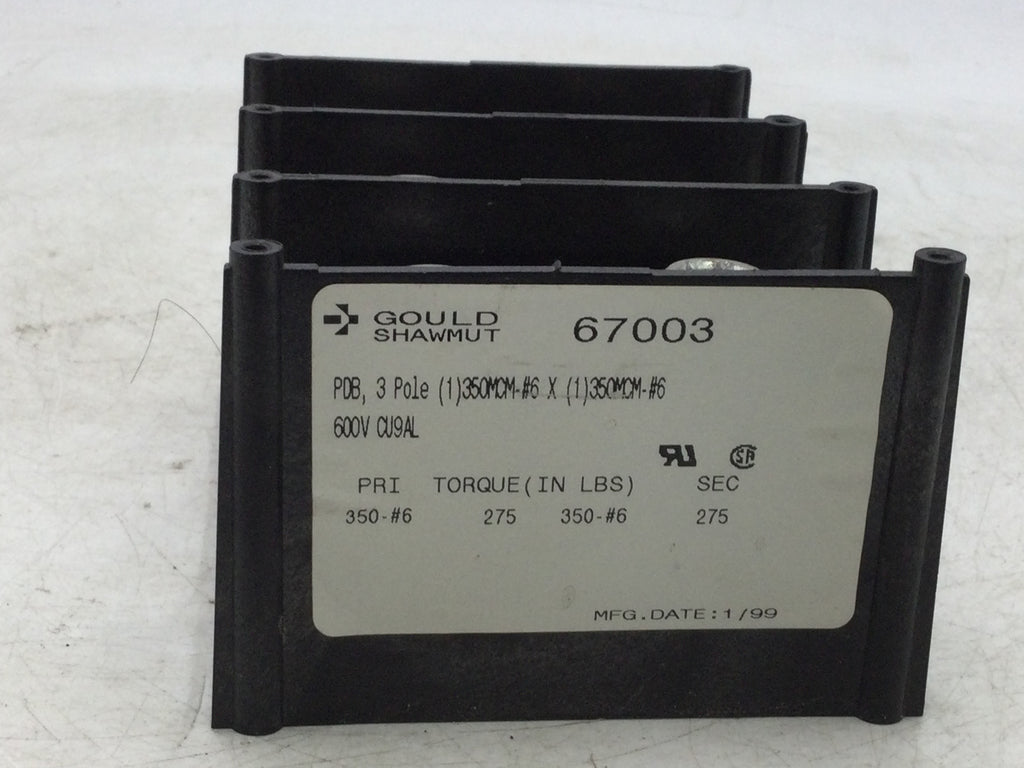 GOULD
SHAWMUT
67003
PDB, 3 Pole (1)350MCM-#6 X (1)350MCM-#6
600V CU9AL
PRI TORQUE(IN LBS) SEC
350-#6 275 350-#6 275
MFG.DATE:1/99